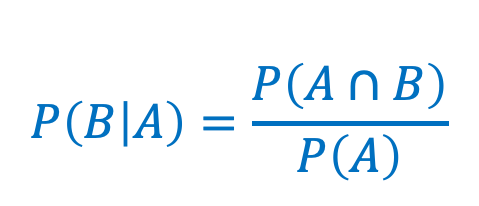 P(B|A) = P(A ∩ B) / P(A)